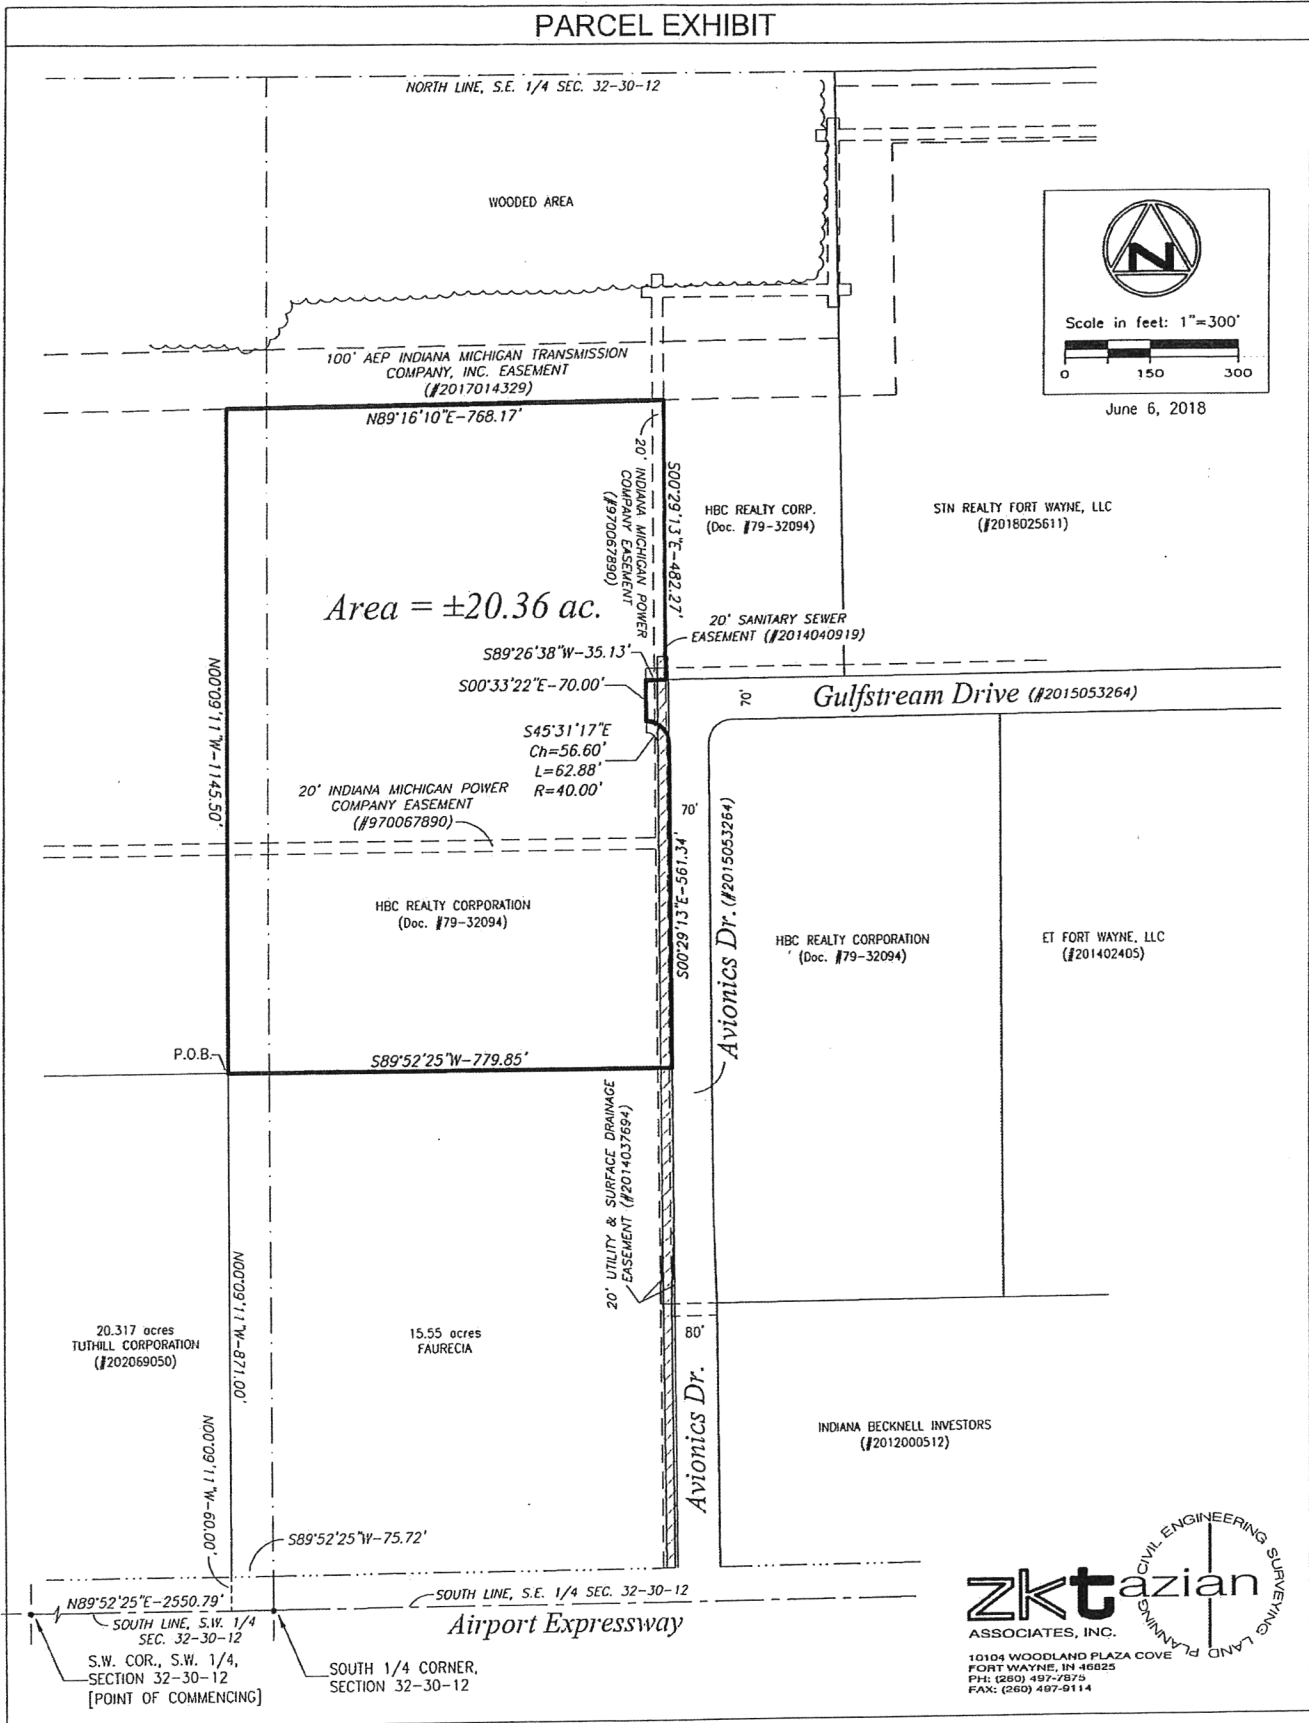 PARCEL EXHIBIT
NORTH LINE, S.E. 1/4 SEC. 32-30-12
WOODED AREA
N
Scale in feet: 1"=300'
0 150 300
June 6, 2018
100' AEP INDIANA MICHIGAN TRANSMISSION
COMPANY, INC. EASEMENT
(#2017014329)
N89°16'10"E-768.17'
20' INDIANA MICHIGAN POWER
COMPANY EASEMENT
(#970067890)
S00°29'13"E-482.27'
HBC REALTY CORP.
(Doc. #79-32094)
STN REALTY FORT WAYNE, LLC
(#2018025611)
Area = ±20.36 ac.
20' SANITARY SEWER
EASEMENT (#2014040919)
S89°26'38"W-35.13'
S00°33'22"E-70.00'
70'
Gulfstream Drive (#2015053264)
N00°09'11"W-1145.50'
S45°31'17"E
Ch=56.60'
L=62.88'
R=40.00'
20' INDIANA MICHIGAN POWER
COMPANY EASEMENT
(#970067890)
70'
S00°29'13"E-561.34'
Avionics Dr. (#2015053264)
HBC REALTY CORPORATION
(Doc. #79-32094)
HBC REALTY CORPORATION
(Doc. #79-32094)
ET FORT WAYNE, LLC
(#201402405)
P.O.B.
S89°52'25"W-779.85'
20' UTILITY & SURFACE DRAINAGE
EASEMENT (#2014037694)
N00°09'11"W-871.00'
20.317 acres
TUTHILL CORPORATION
(#202069050)
15.55 acres
FAURECIA
80'
Avionics Dr.
INDIANA BECKNELL INVESTORS
(#2012000512)
N00°09'11"W-60.00'
S89°52'25"W-75.72'
N89°52'25"E-2550.79'
SOUTH LINE, S.W. 1/4
SEC. 32-30-12
SOUTH LINE, S.E. 1/4 SEC. 32-30-12
Airport Expressway
S.W. COR., S.W. 1/4,
SECTION 32-30-12
[POINT OF COMMENCING]
SOUTH 1/4 CORNER,
SECTION 32-30-12
zktazian
ASSOCIATES, INC.
CIVIL ENGINEERING SURVEYING LAND PLANNING
10104 WOODLAND PLAZA COVE
FORT WAYNE, IN 46825
PH: (260) 497-7875
FAX: (260) 497-9114